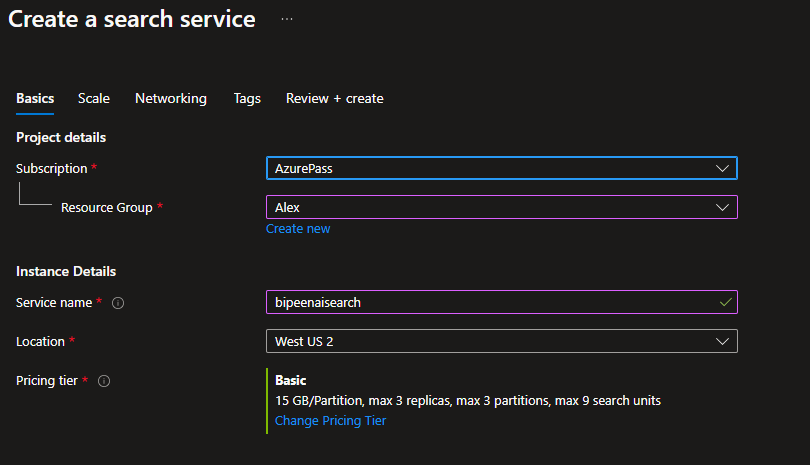 Create a search service ...
Basics Scale Networking Tags Review + create
Project details
Subscription * AzurePass
Resource Group * Alex
Create new
Instance Details
Service name * bipeenaisearch
Location * West US 2
Pricing tier * Basic
15 GB/Partition, max 3 replicas, max 3 partitions, max 9 search units
Change Pricing Tier